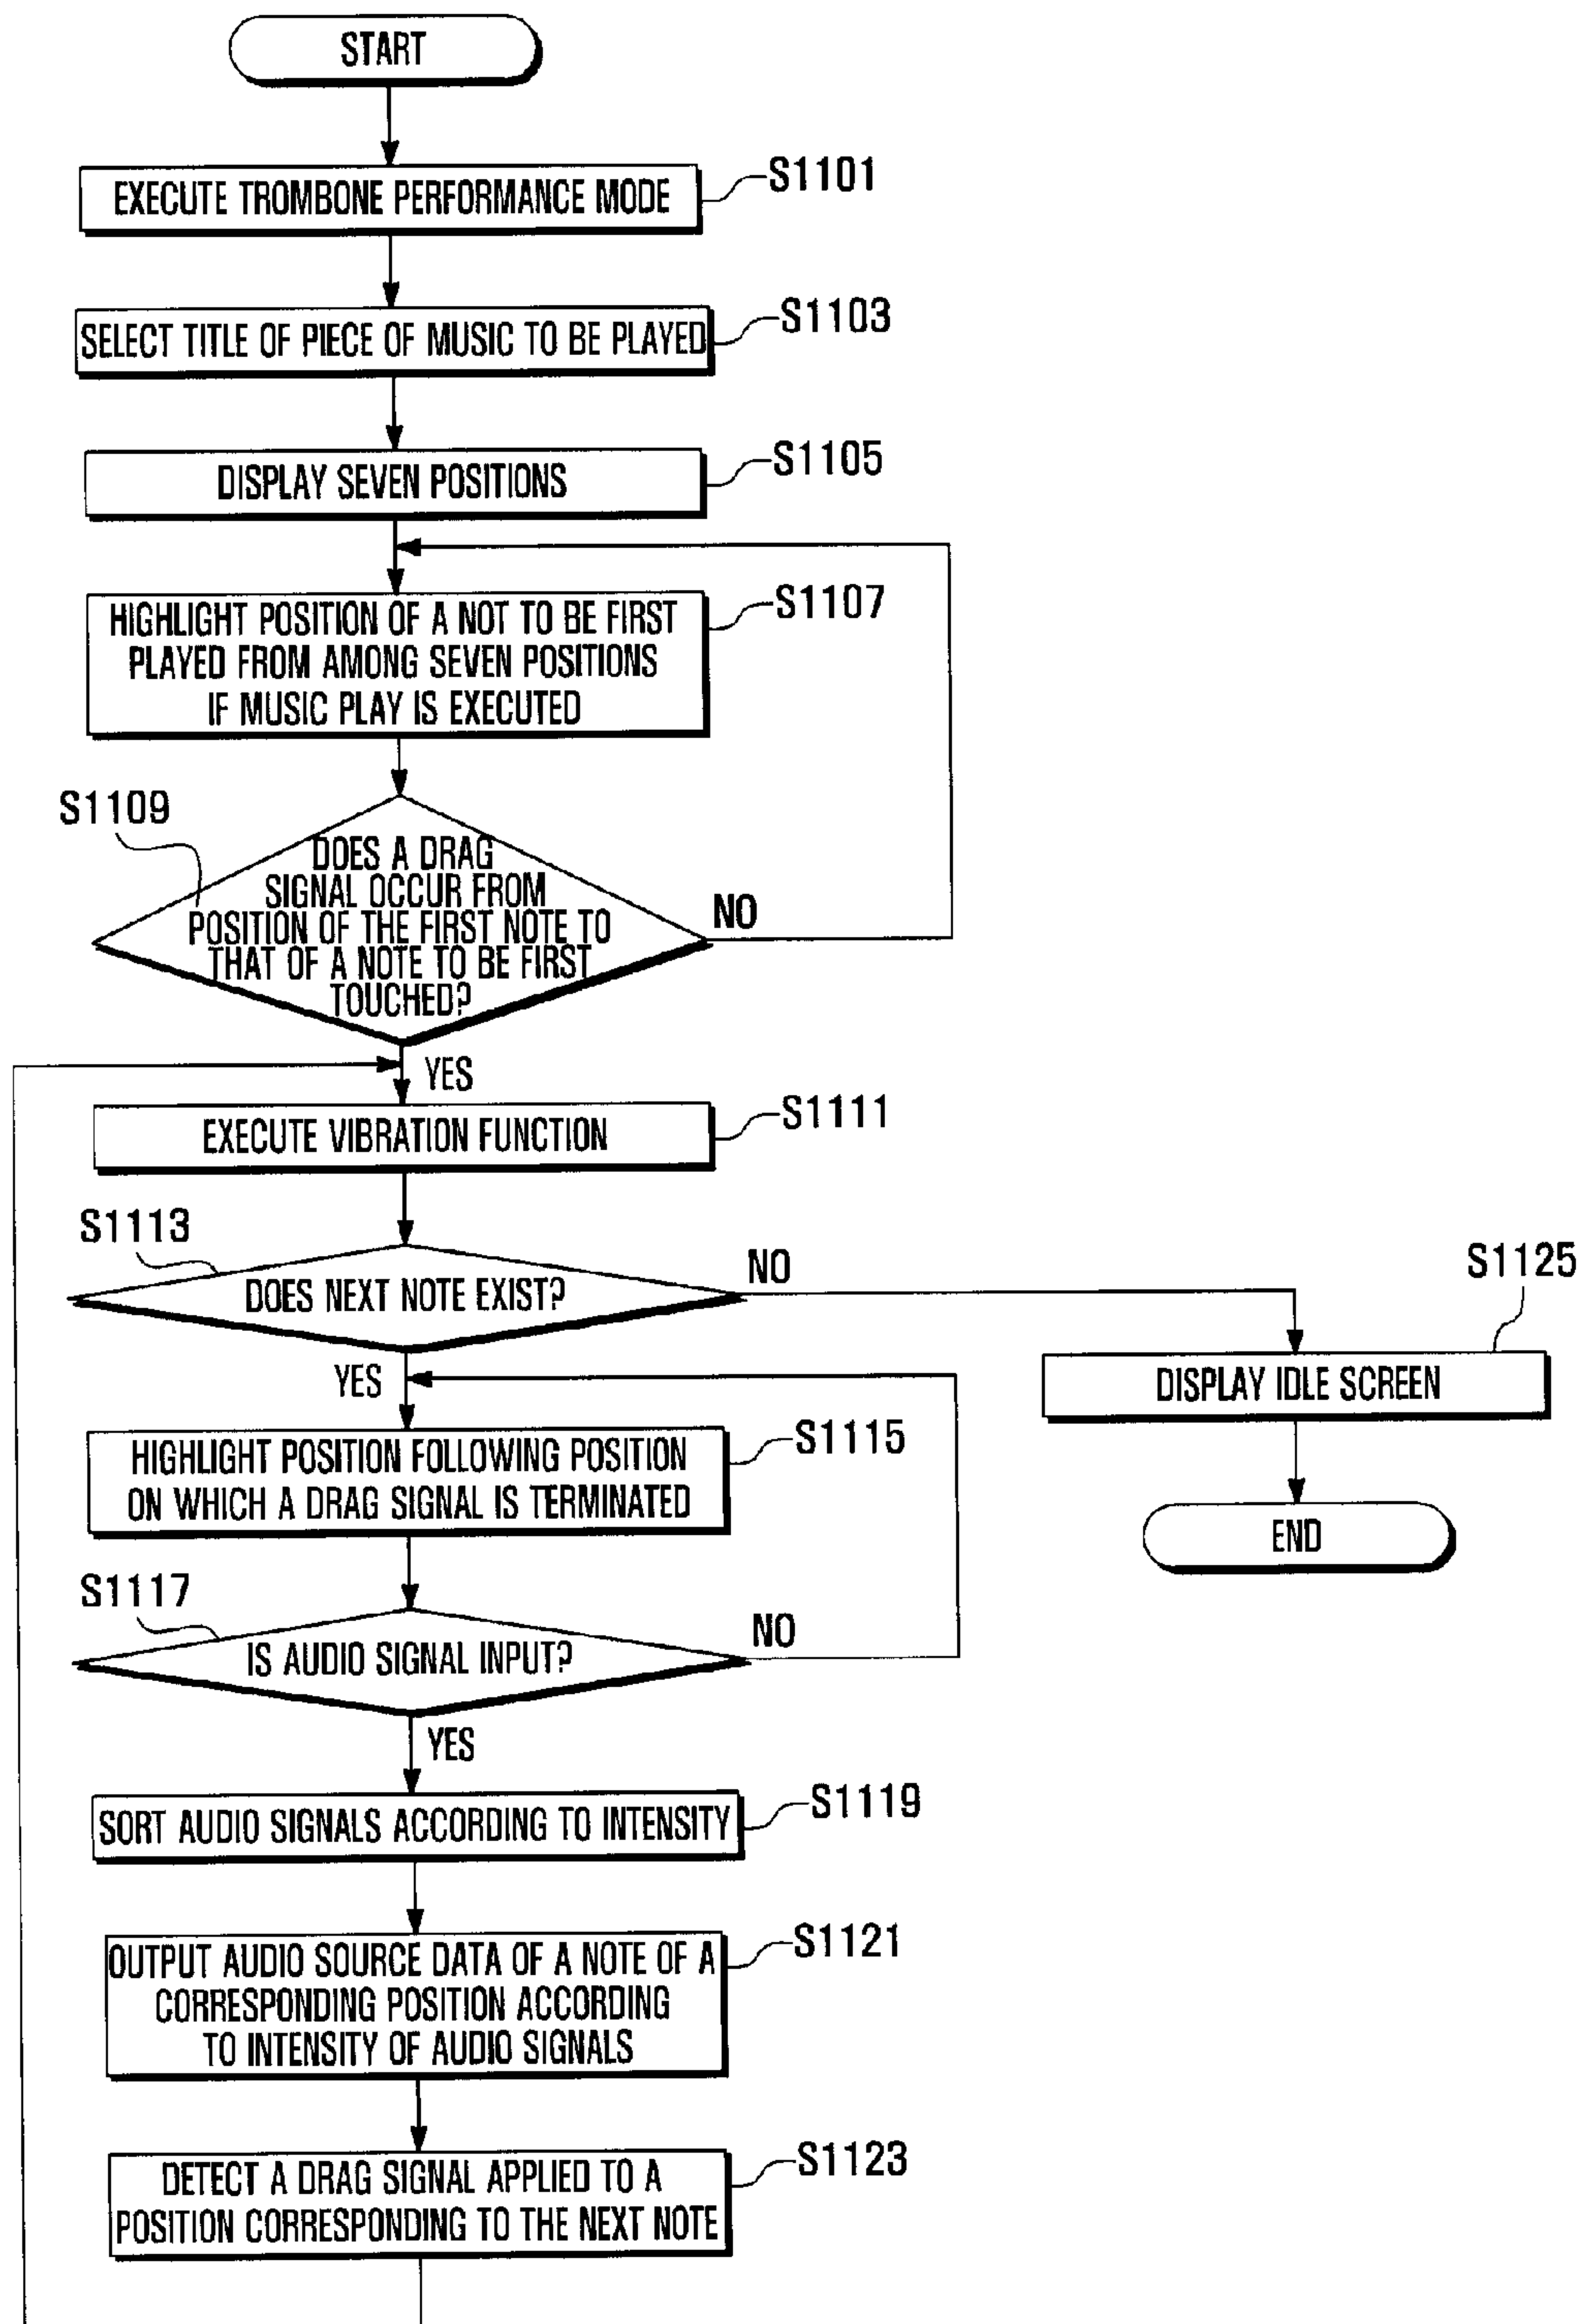 START
EXECUTE TROMBONE PERFORMANCE MODE
S1101
SELECT TITLE OF PIECE OF MUSIC TO BE PLAYED
S1103
DISPLAY SEVEN POSITIONS
S1105
HIGHLIGHT POSITION OF A NOT TO BE FIRST
PLAYED FROM AMONG SEVEN POSITIONS
IF MUSIC PLAY IS EXECUTED
S1107
S1109
DOES A DRAG
SIGNAL OCCUR FROM
POSITION OF THE FIRST NOTE TO
THAT OF A NOTE TO BE FIRST
TOUCHED?
NO
YES
EXECUTE VIBRATION FUNCTION
S1111
S1113
DOES NEXT NOTE EXIST?
NO
S1125
DISPLAY IDLE SCREEN
END
YES
HIGHLIGHT POSITION FOLLOWING POSITION
ON WHICH A DRAG SIGNAL IS TERMINATED
S1115
S1117
IS AUDIO SIGNAL INPUT?
NO
YES
SORT AUDIO SIGNALS ACCORDING TO INTENSITY
S1119
OUTPUT AUDIO SOURCE DATA OF A NOTE OF A
CORRESPONDING POSITION ACCORDING
TO INTENSITY OF AUDIO SIGNALS
S1121
DETECT A DRAG SIGNAL APPLIED TO A
POSITION CORRESPONDING TO THE NEXT NOTE
S1123